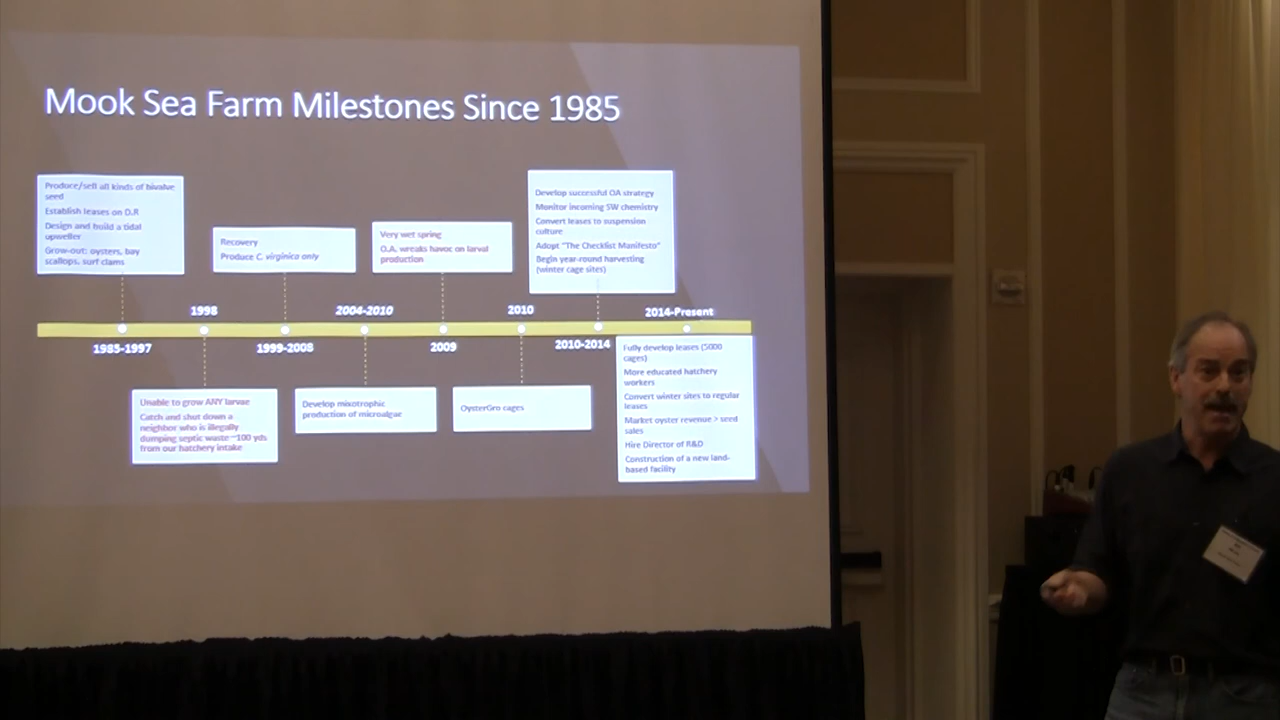 Mook Sea Farm Milestones Since 1985
Produce/sell all kinds of bivalve
seed
Establish leases on D.R
Design and build a tidal
upweller
Grow-out: oysters, bay
scallops, surf clams
Recovery
Produce C. virginica only
Very wet spring
O.A. wreaks havoc on larval
production
Develop successful OA strategy
Monitor incoming SW chemistry
Convert leases to suspension
culture
Adopt "The Checklist Manifesto"
Begin year-round harvesting
(winter cage sites)
1998
2004-2010
2010
2014-Present
1985-1997
1999-2008
2009
2010-2014
Unable to grow ANY larvae
Catch and shut down a
neighbor who is illegally
dumping septic waste ~100 yds
from our hatchery intake
Develop mixotrophic
production of microalgae
OysterGro cages
Fully develop leases (5000
cages)
More educated hatchery
workers
Convert winter sites to regular
leases
Market oyster revenue > seed
sales
Hire Director of R&D
Construction of a new land-
based facility